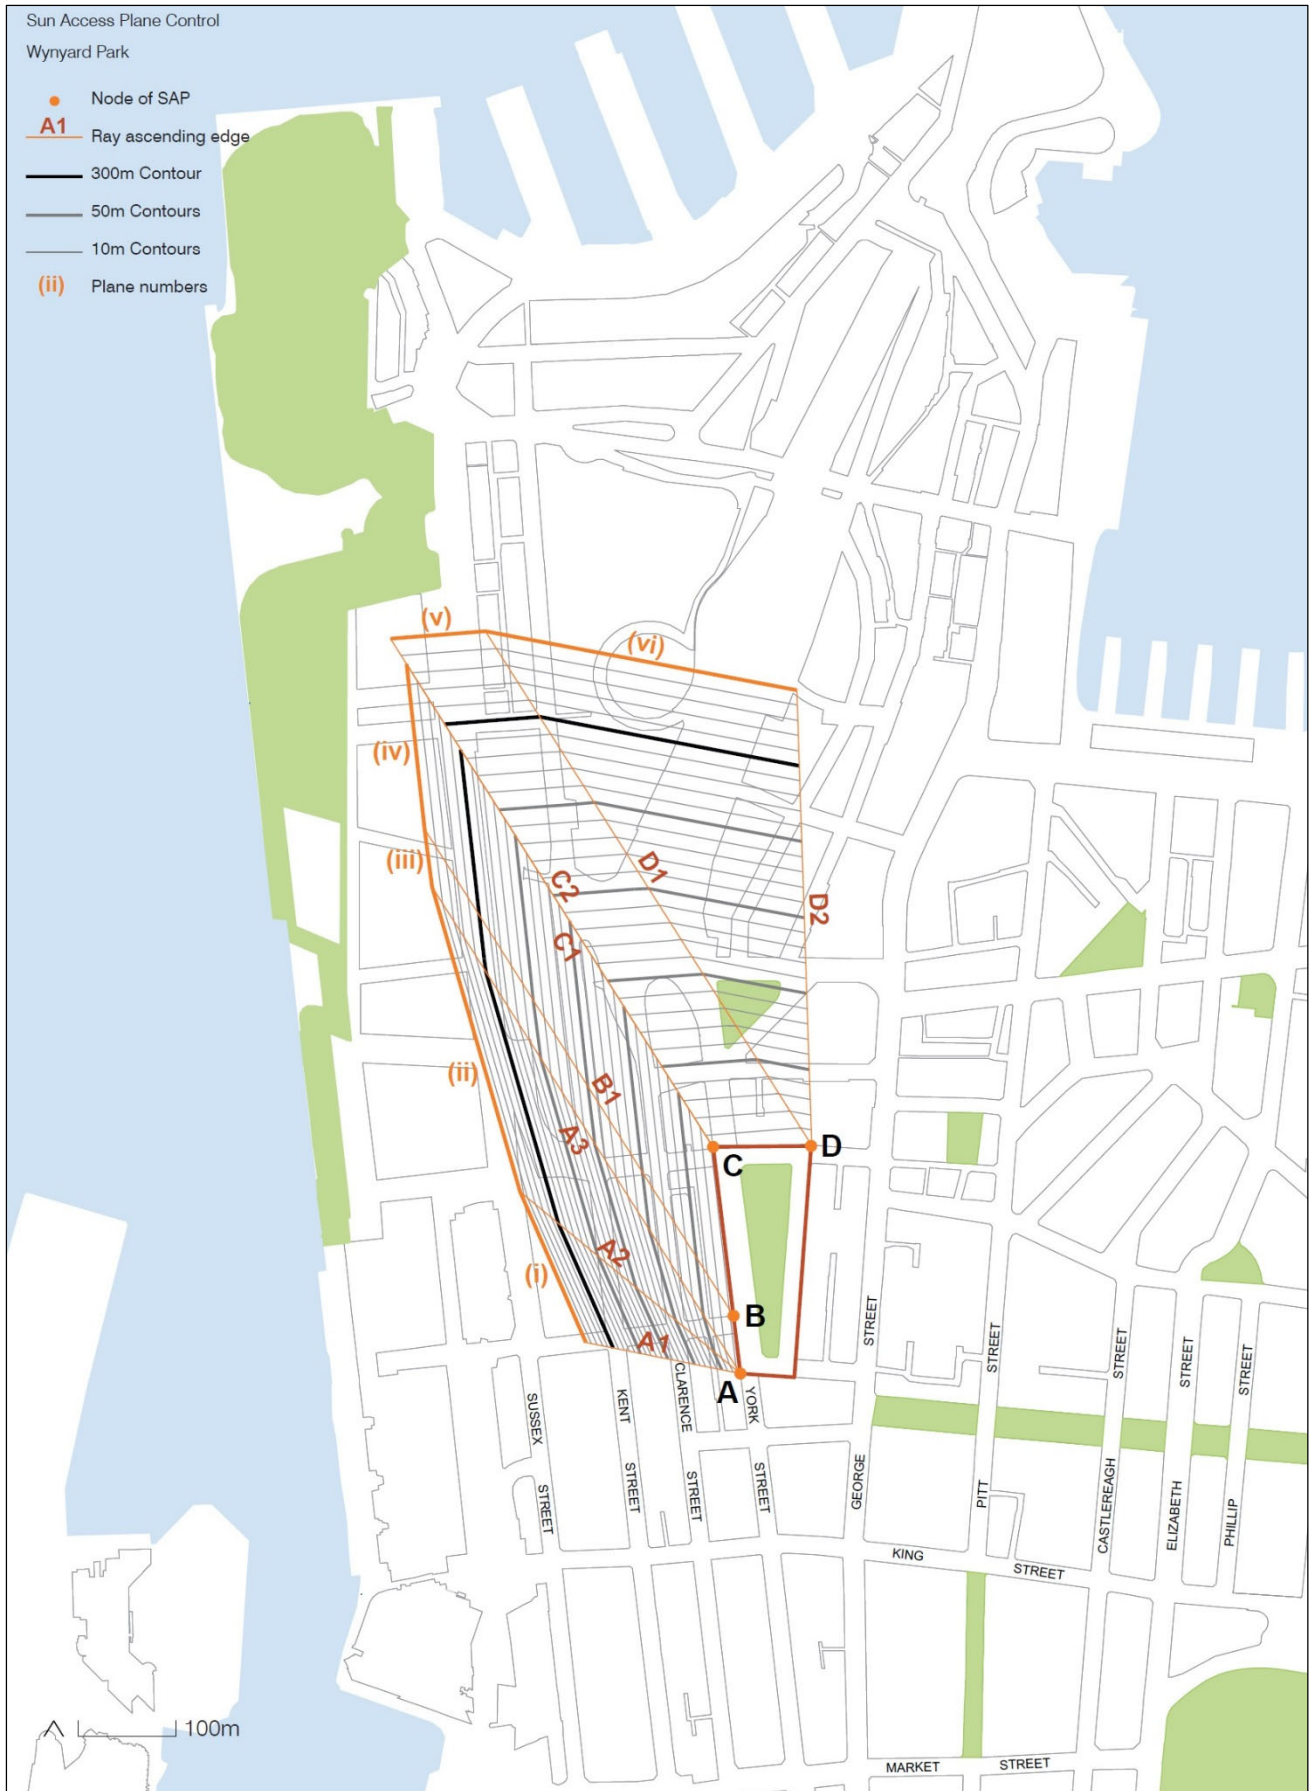 Sun Access Plane Control
Wynyard Park
Node of SAP
A1
Ray ascending edge
300m Contour
50m Contours
10m Contours
(ii)
Plane numbers
(v)
(vi)
(iv)
(iii)
D1
C2
D2
C1
(ii)
B1
A3
C
D
A2
(i)
B
A1
A
STREET
STREET
STREET
STREET
STREET
SUSSEX
KENT
CLARENCE
YORK
STREET
STREET
STREET
STREET
GEORGE
PITT
CASTLEREAGH
ELIZABETH
PHILLIP
KING
STREET
100m
MARKET
STREET